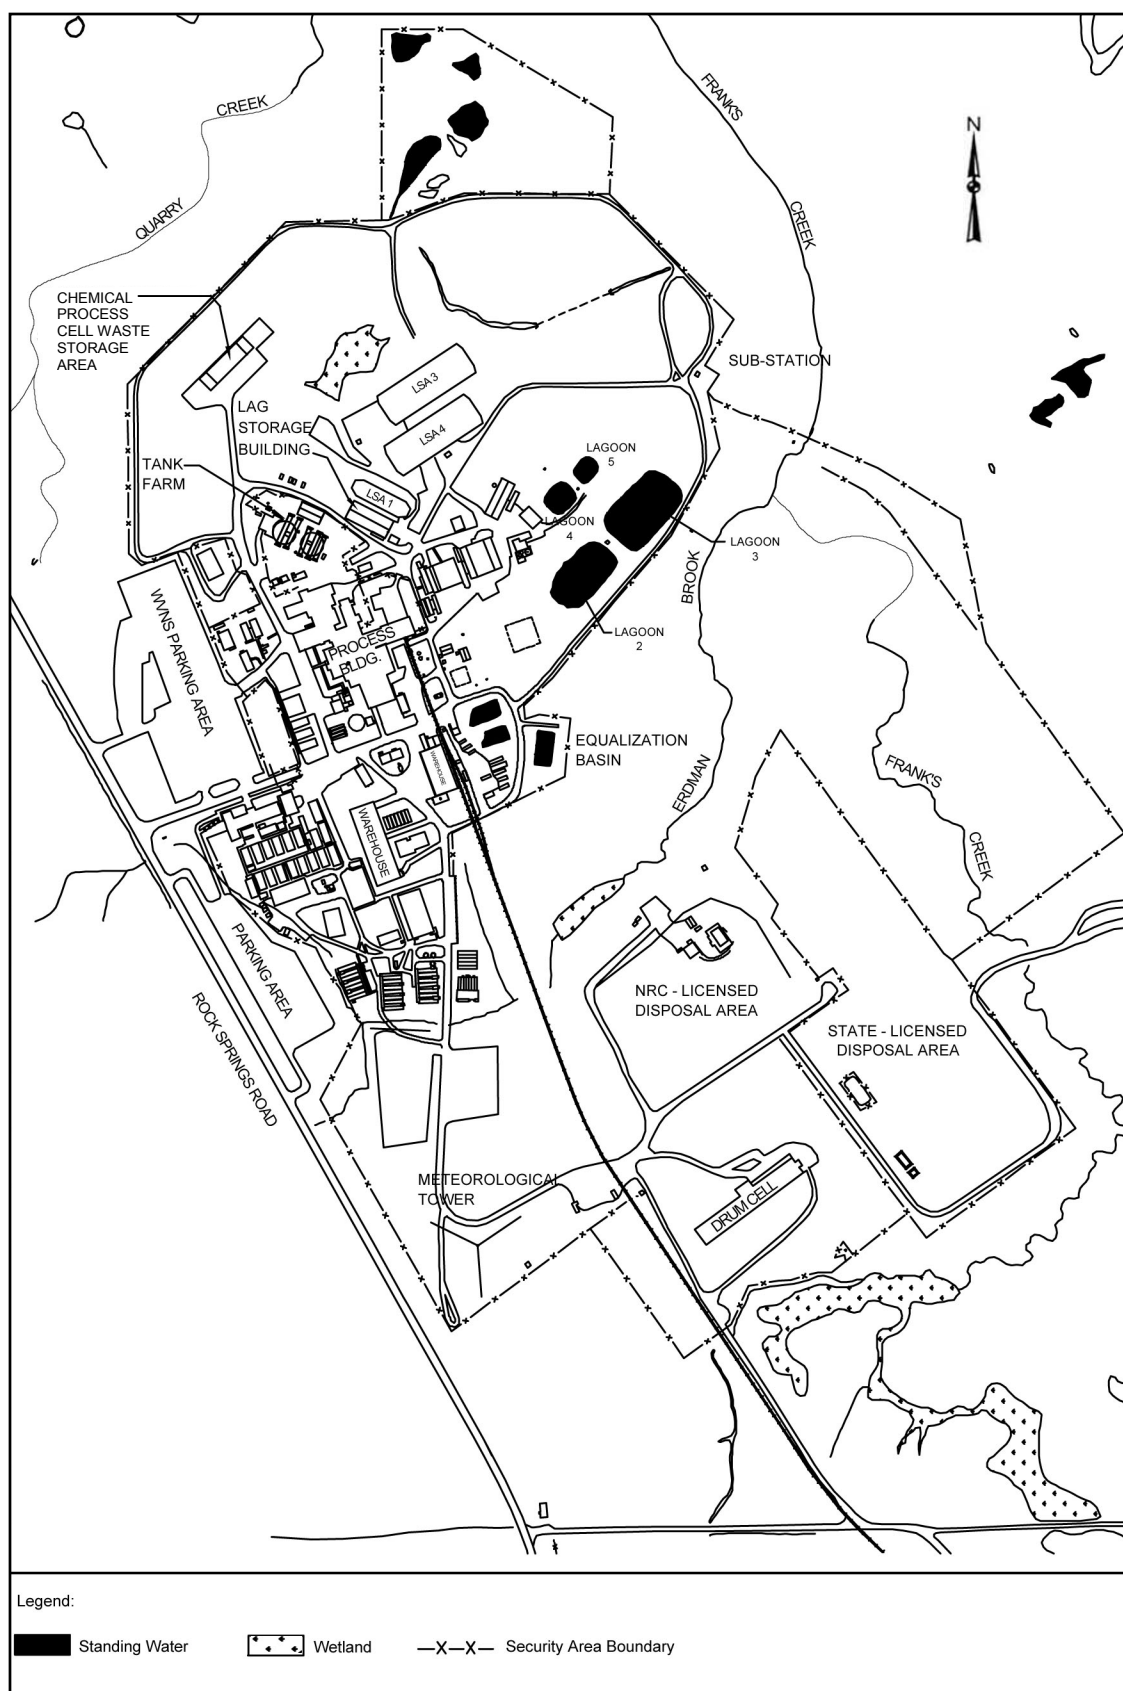 FRANK'S
CREEK
CREEK
QUARRY
N
CHEMICAL
PROCESS
CELL WASTE
STORAGE
AREA
SUB-STATION
LSA 3
LSA 4
LAG
STORAGE
BUILDING
TANK
FARM
LSA 1
LAGOON
5
LAGOON
4
LAGOON
3
LAGOON
2
BROOK
ERDMAN
WVNS PARKING AREA
PROCESS
BLDG.
EQUALIZATION
BASIN
WAREHOUSE
WAREHOUSE
FRANK'S
CREEK
PARKING AREA
ROCK SPRINGS ROAD
NRC - LICENSED
DISPOSAL AREA
STATE - LICENSED
DISPOSAL AREA
METEOROLOGICAL
TOWER
DRUM CELL
Legend:
Standing Water
Wetland
X X Security Area Boundary